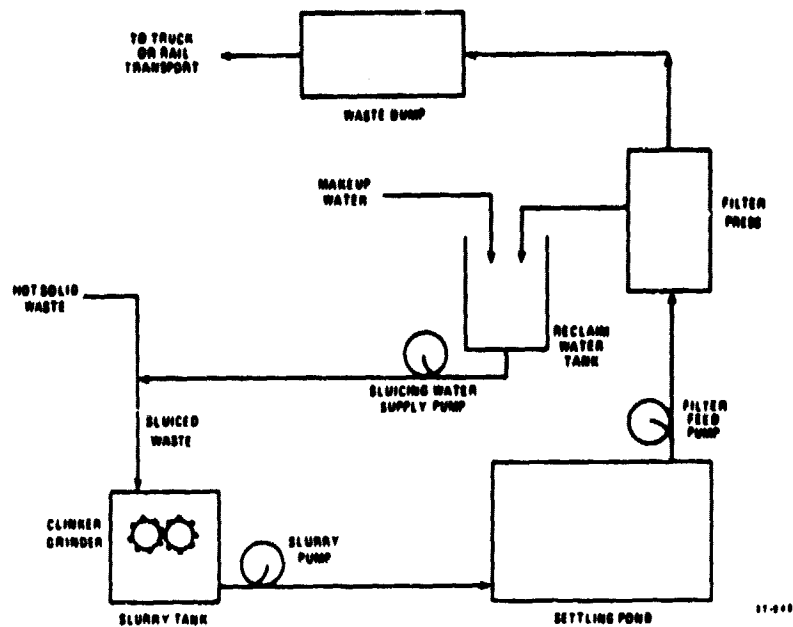 TO TRUCK
OR RAIL
TRANSPORT
WASTE DUMP
MAKEUP
WATER
FILTER
PRESS
HOT SOLID
WASTE
RECLAIM
WATER
TANK
SLUICING WATER
SUPPLY PUMP
SLUICED
WASTE
FILTER
FEED
PUMP
CLINKER
GRINDER
SLURRY
PUMP
SLURRY TANK
SETTLING POND